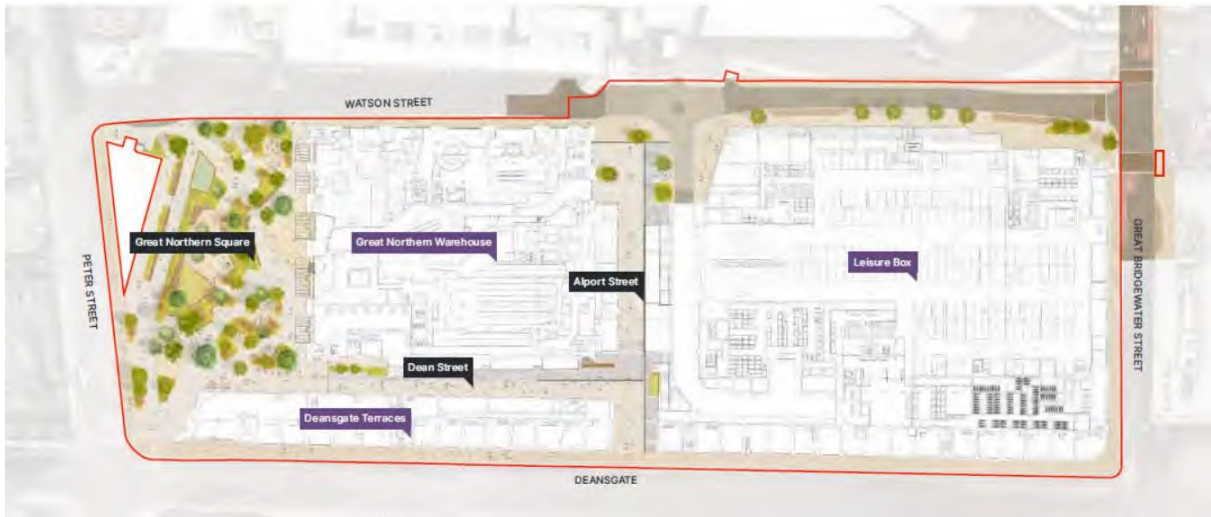 WATSON STREET
Great Northern Square
Great Northern Warehouse
Leisure Box
PETER STREET
Alport Street
GREAT BRIDGEWATER STREET
Dean Street
Deansgate Terraces
DEANSGATE